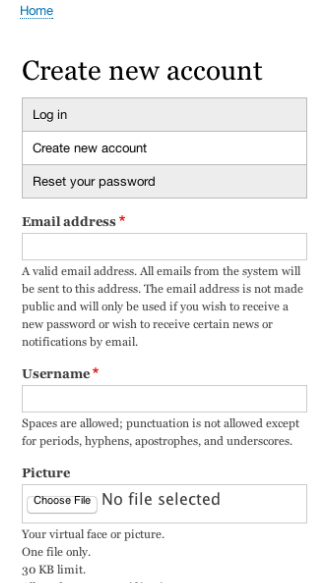 Home
Create new account
Log in
Create new account
Reset your password
Email address *
A valid email address. All emails from the system will
be sent to this address. The email address is not made
public and will only be used if you wish to receive a
new password or wish to receive certain news or
notifications by email.
Username *
Spaces are allowed; punctuation is not allowed except
for periods, hyphens, apostrophes, and underscores.
Picture
Choose File No file selected
Your virtual face or picture.
One file only.
30 KB limit.